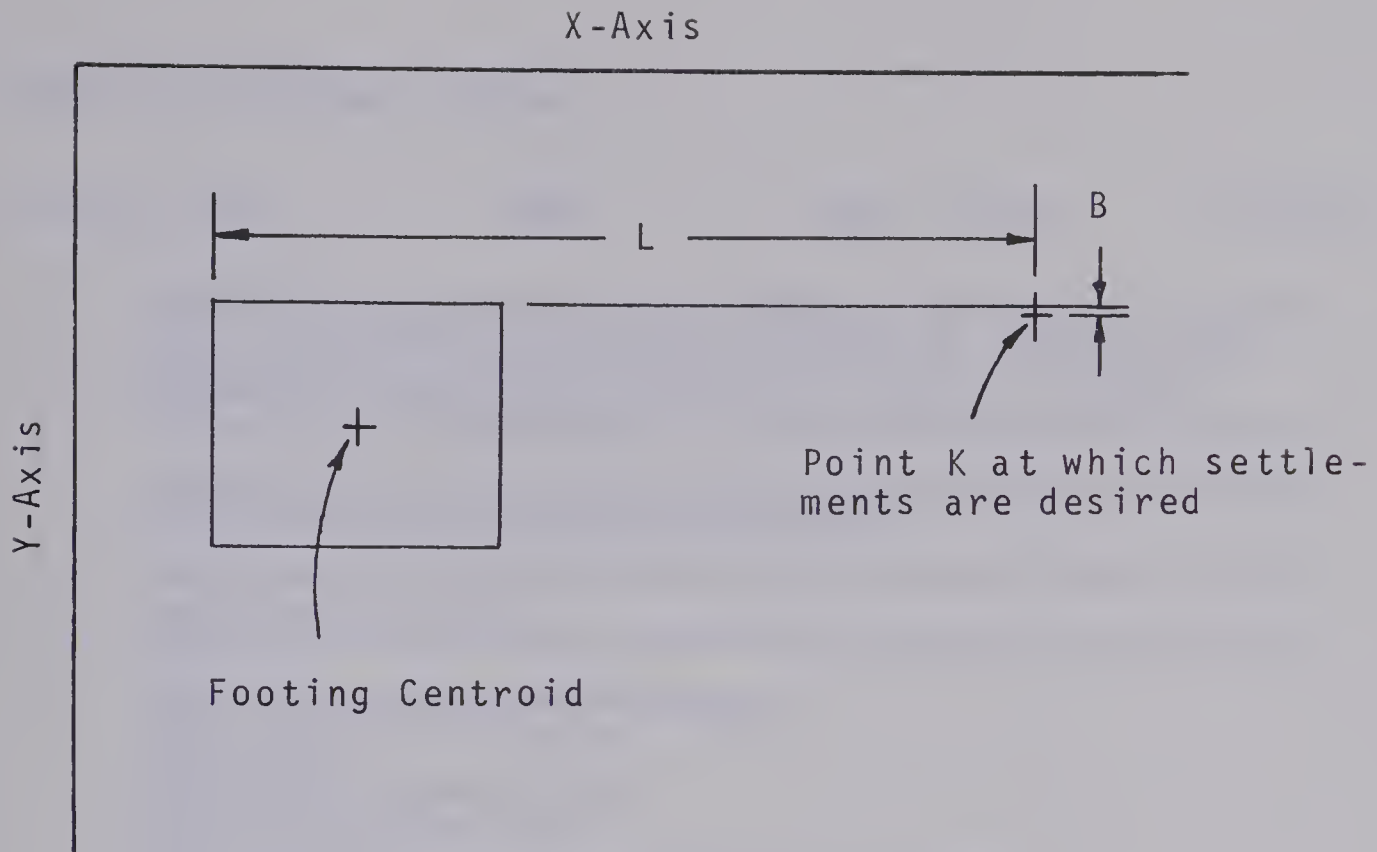 X-Axis
L
B
Y-Axis
Point K at which settle-
ments are desired
Footing Centroid